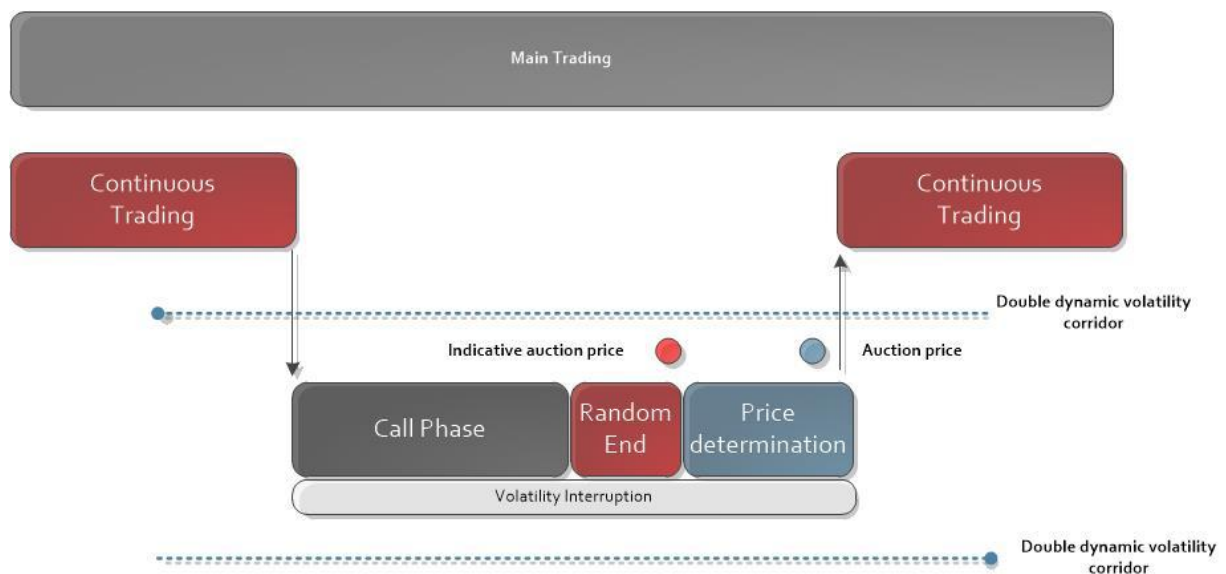 Main Trading
Continuous
Trading
Continuous
Trading
Double dynamic volatility
corridor
Indicative auction price
Auction price
Call Phase
Random
End
Price
determination
Volatility Interruption
Double dynamic volatility
corridor